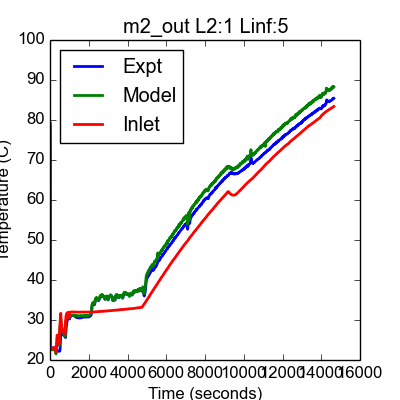 m2_out L2:1 Linf:5
100
90
80
70
60
50
40
30
20
Temperature (C)
Expt
Model
Inlet
0 2000 4000 6000 8000 10000 12000 14000 16000
Time (seconds)